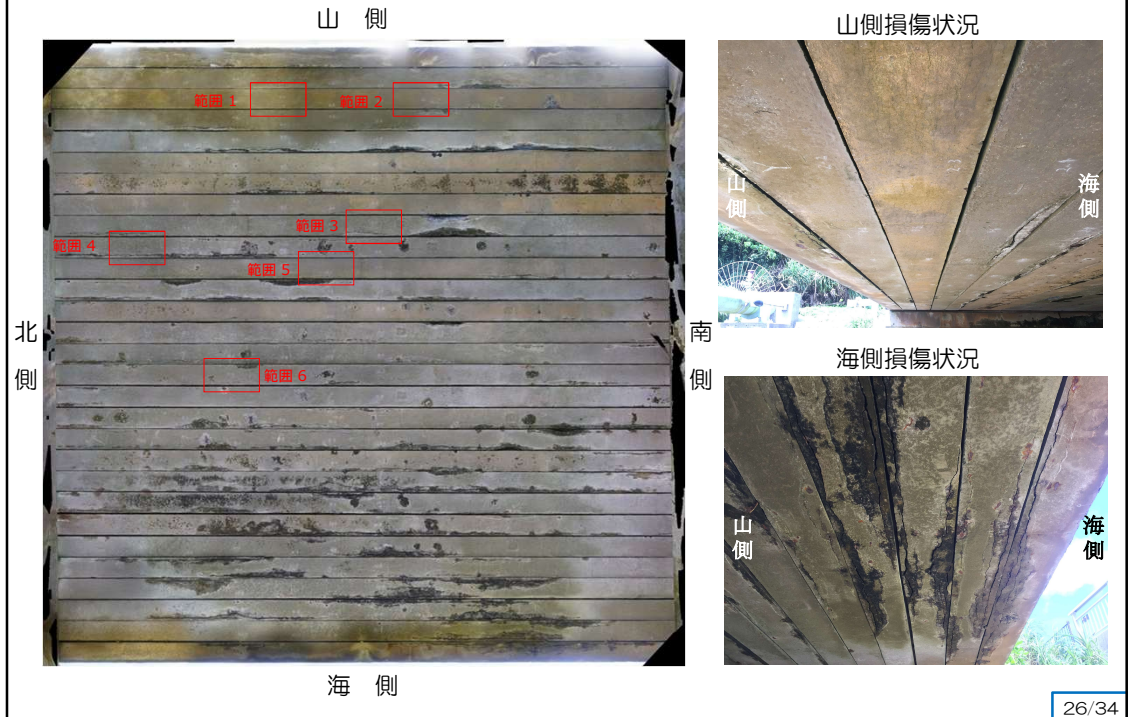 山 側
山側損傷状況
範囲 1
範囲 2
範囲 3
範囲 4
範囲 5
範囲 6
北側
南側
海 側
山側
海側
海側損傷状況
山側
海側
26/34